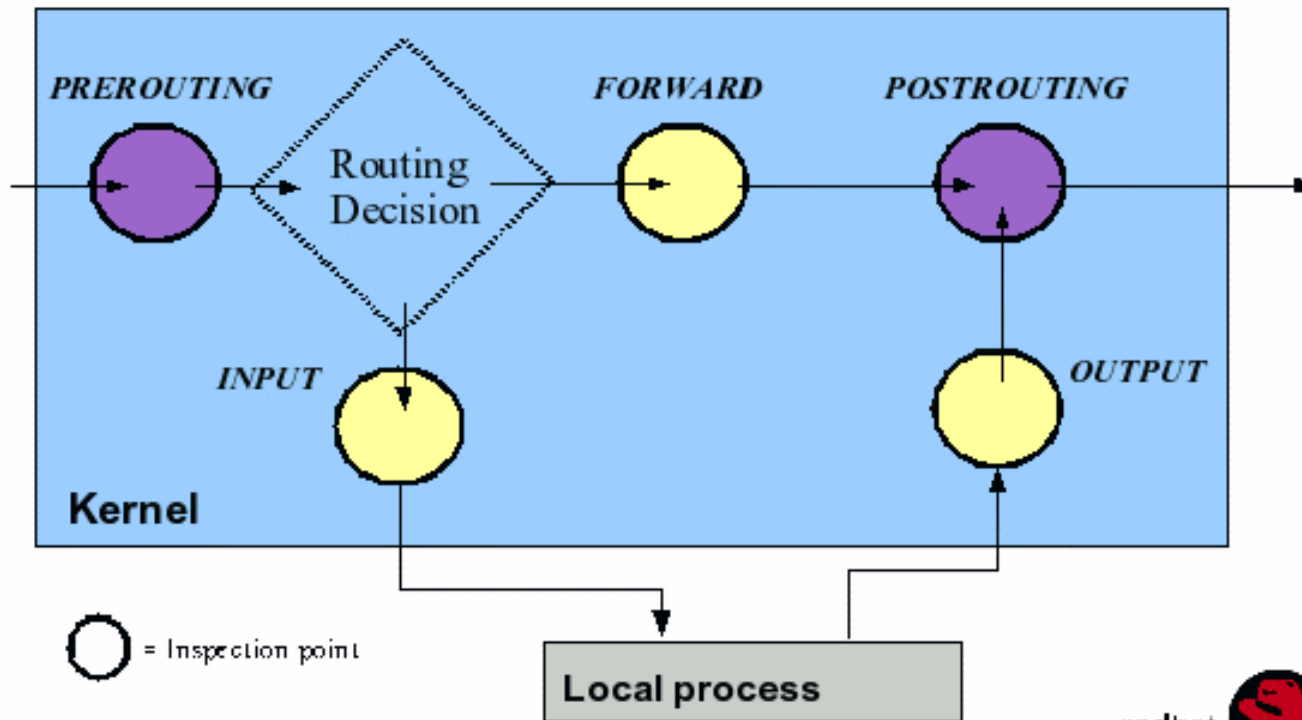 PREROUTING
FORWARD
POSTROUTING
Routing
Decision
INPUT
OUTPUT
Kernel
= Inspection point
Local process